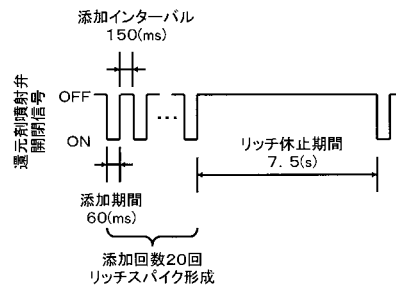 添加インターバル
150(ms)
還元剤噴射弁
開閉信号
OFF
ON
…
リッチ休止期間
7. 5(s)
添加期間
60(ms)
添加回数20回
リッチスパイク形成